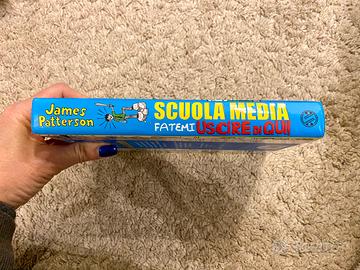 James
Patterson
SCUOLA MEDIA
FATEMI USCIRE DI QUI!